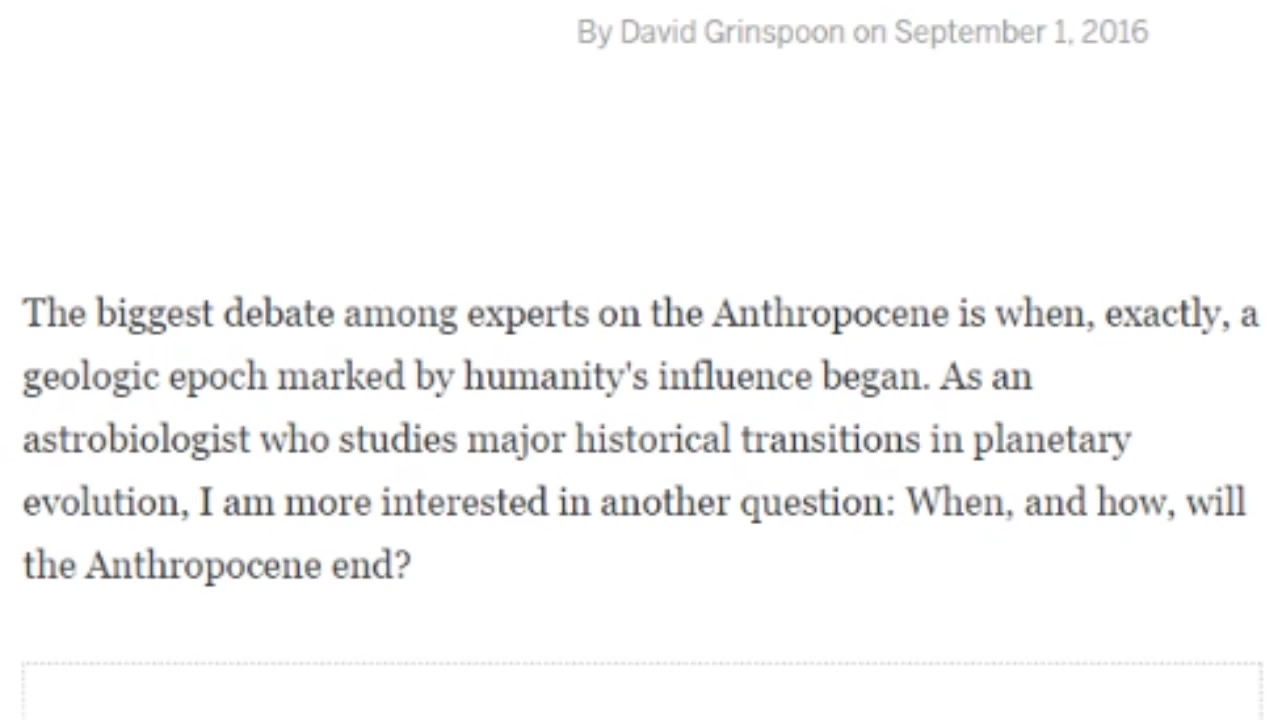 By David Grinspoon on September 1, 2016
The biggest debate among experts on the Anthropocene is when, exactly, a
geologic epoch marked by humanity's influence began. As an
astrobiologist who studies major historical transitions in planetary
evolution, I am more interested in another question: When, and how, will
the Anthropocene end?